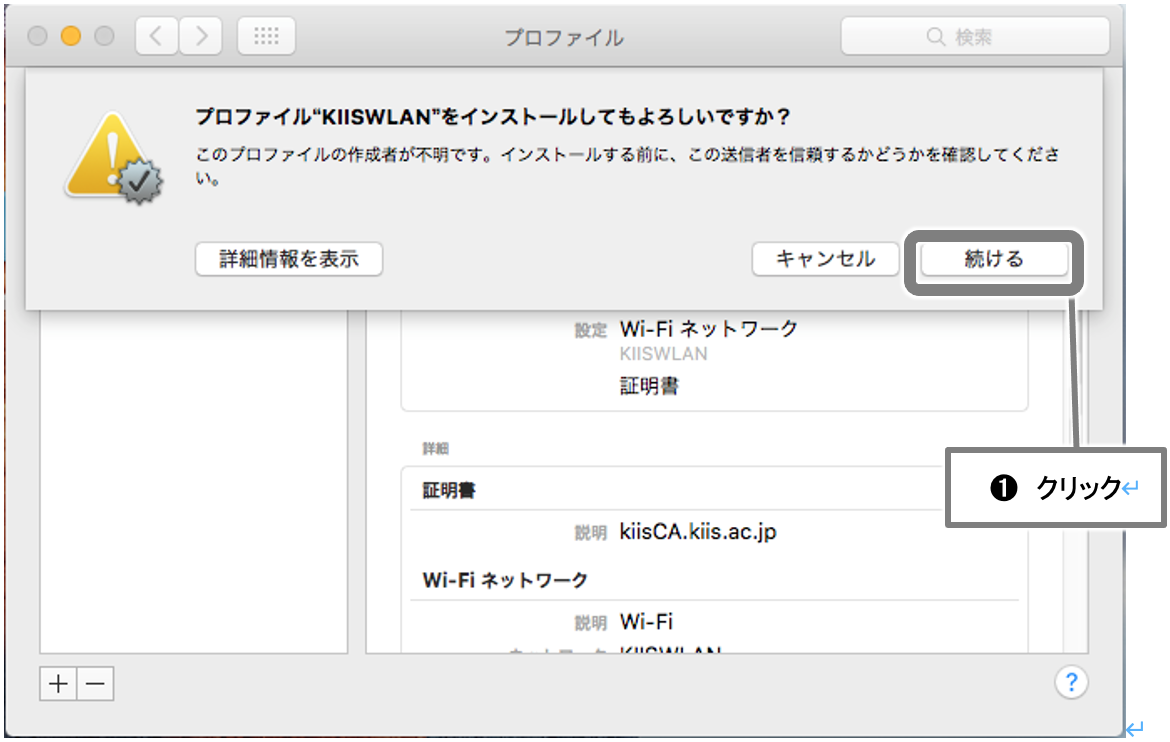 プロファイル
検索
プロファイル“KIISWLAN”をインストールしてもよろしいですか？
このプロファイルの作成者が不明です。インストールする前に、この送信者を信頼するかどうかを確認してくださ
い。
詳細情報を表示
キャンセル
続ける
設定 Wi-Fi ネットワーク
KIISWLAN
証明書
詳細
証明書
❶ クリック↵
説明 kiisCA.kiis.ac.jp
Wi-Fi ネットワーク
説明 Wi-Fi
ネットワーク KIISWLAN
+ − ?
↵